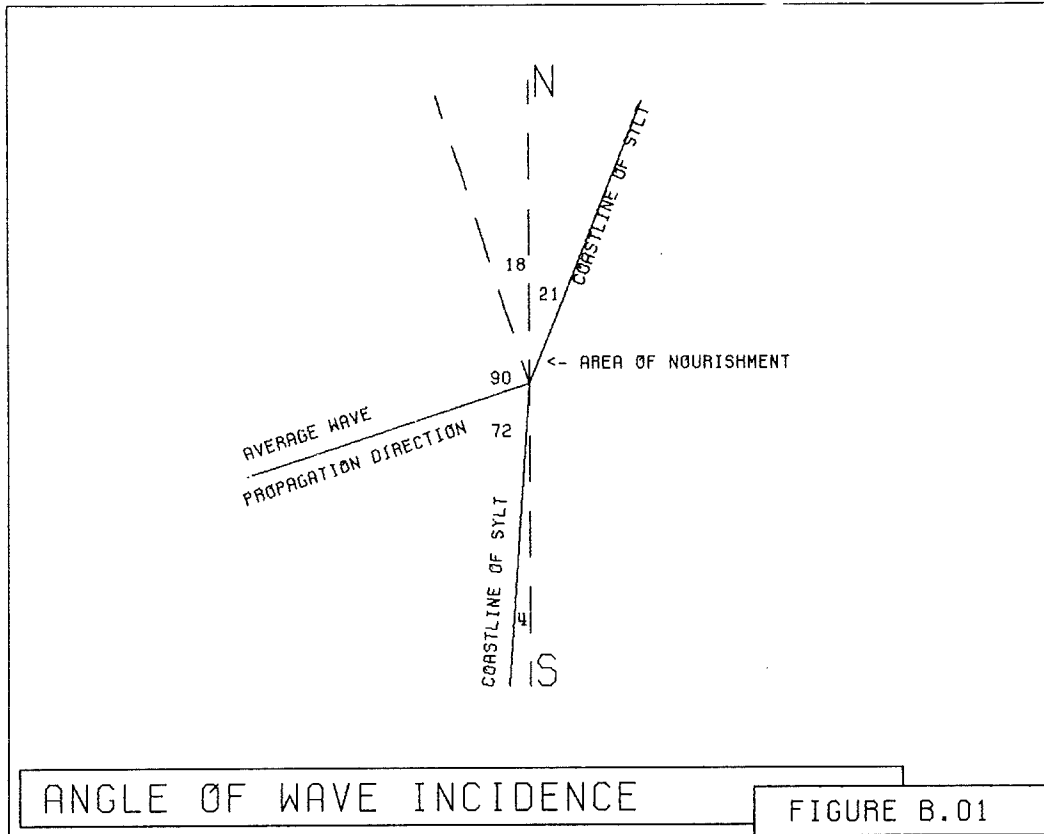 N
COASTLINE OF SYLT
18
21
<- AREA OF NOURISHMENT
90
AVERAGE WAVE
PROPAGATION DIRECTION
72
COASTLINE OF SYLT
4
S
ANGLE OF WAVE INCIDENCE
FIGURE B.01